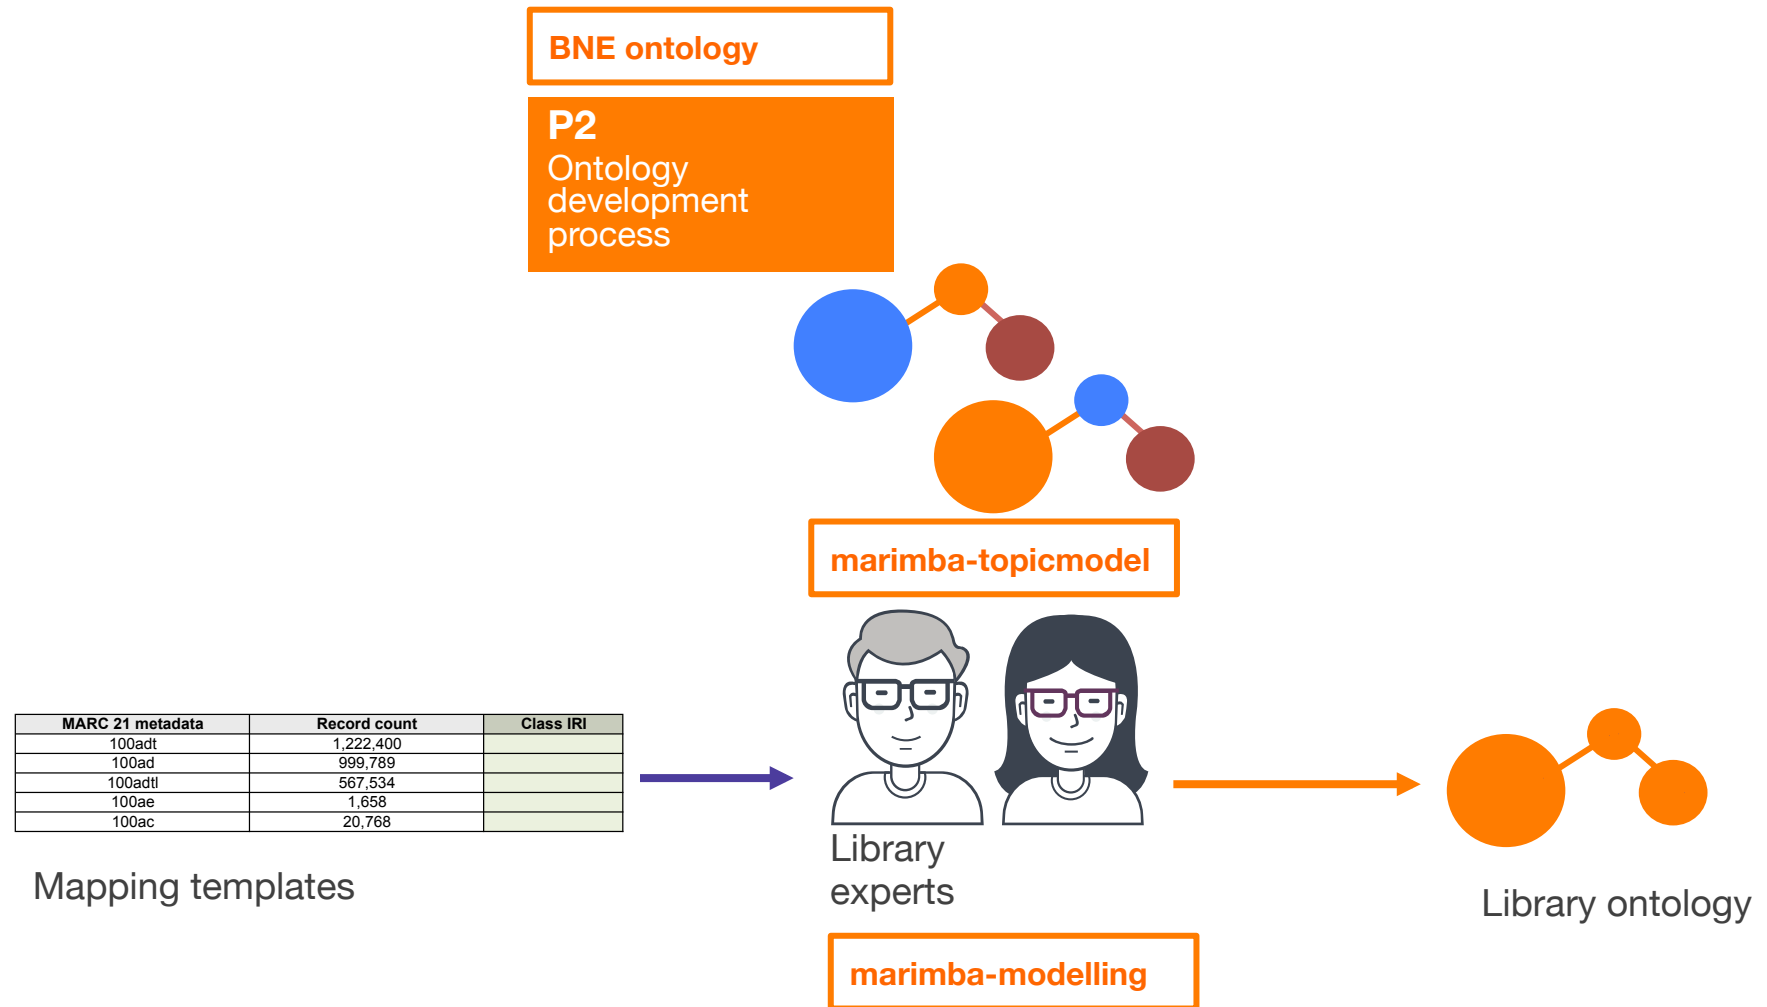 BNE ontology
P2
Ontology
development
process
marimba-topicmodel
MARC 21 metadata Record count Class IRI
100adt 1,222,400
100ad 999,789
100adtl 567,534
100ae 1,658
100ac 20,768
Mapping templates
Library
experts
Library ontology
marimba-modelling